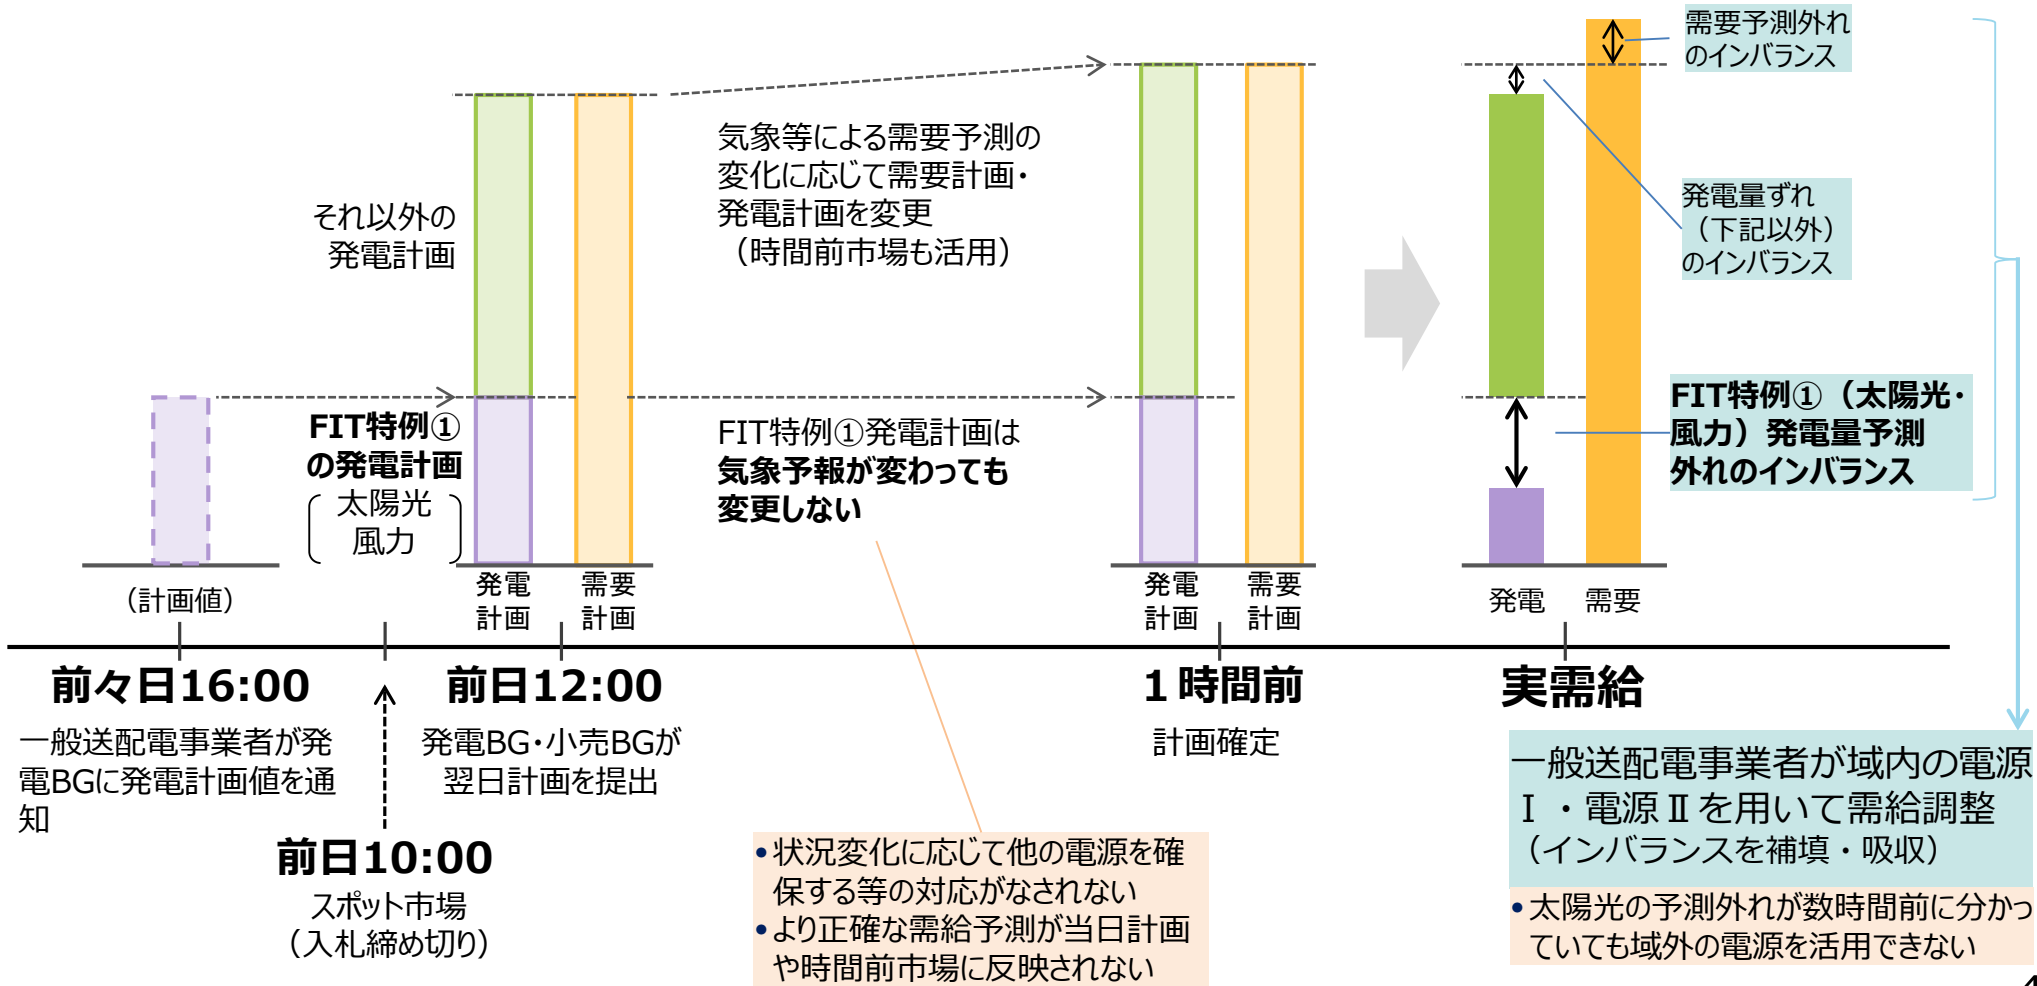 需要予測外れ
のインバランス
発電量ずれ
（下記以外）
のインバランス
FIT特例①（太陽光・
風力）発電量予測
外れのインバランス
気象等による需要予測の
変化に応じて需要計画・
発電計画を変更
（時間前市場も活用）
それ以外の
発電計画
FIT特例①
の発電計画
太陽光
風力
FIT特例①発電計画は
気象予報が変わっても
変更しない
（計画値）
発電
計画
需要
計画
発電
計画
需要
計画
発電
需要
前々日16:00
一般送配電事業者が発
電BGに発電計画値を通
知
前日10:00
スポット市場
（入札締め切り）
前日12:00
発電BG・小売BGが
翌日計画を提出
１時間前
計画確定
実需給
一般送配電事業者が域内の電源
Ⅰ・電源Ⅱを用いて需給調整
（インバランスを補填・吸収）
•太陽光の予測外れが数時間前に分かっ
ていても域外の電源を活用できない
•状況変化に応じて他の電源を確
保する等の対応がなされない
•より正確な需給予測が当日計画
や時間前市場に反映されない